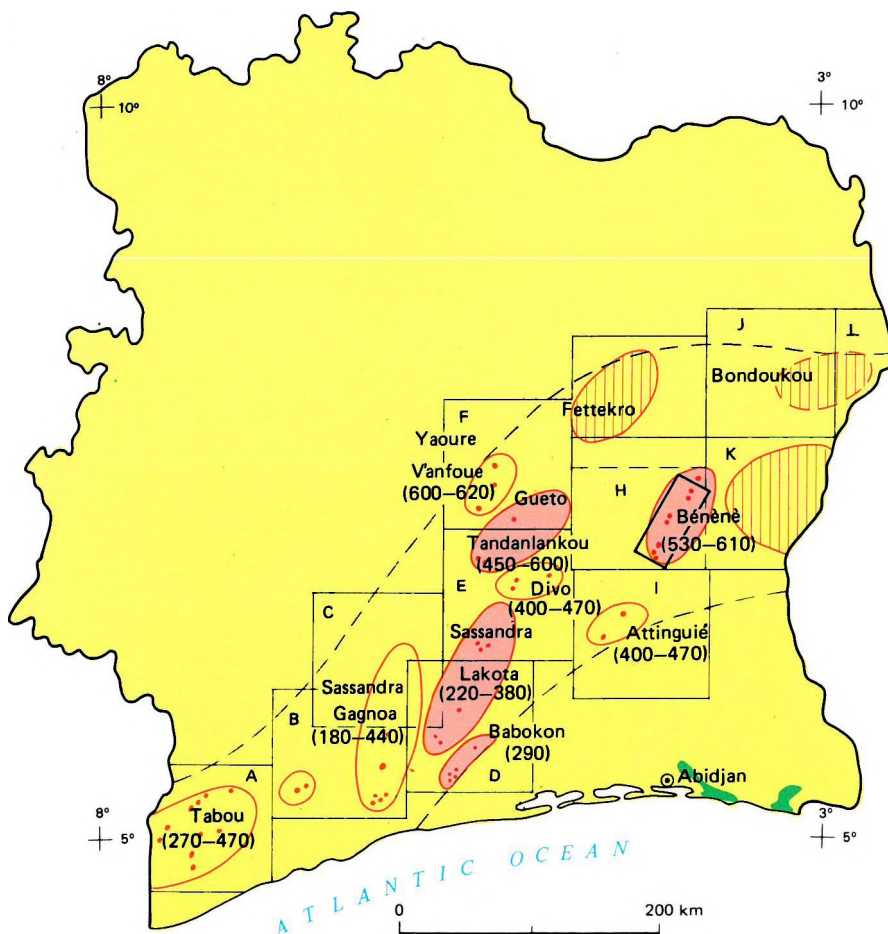 8°
10°
3°
10°
J
L
Bondoukou
Fettekro
F
Yaoure
V'anfoue
(600–620)
K
H
Gueto
Bénènè
(530–610)
Tandanlankou
(450–600)
E
Divo
(400–470)
I
C
Sassandra
Attinguié
(400–470)
Lakota
(220–380)
Sassandra
Gagnoa
(180–440)
B
Babokon
(290)
D
A
Abidjan
Tabou
(270–470)
8°
5°
3°
5°
ATLANTIC OCEAN
0
200 km